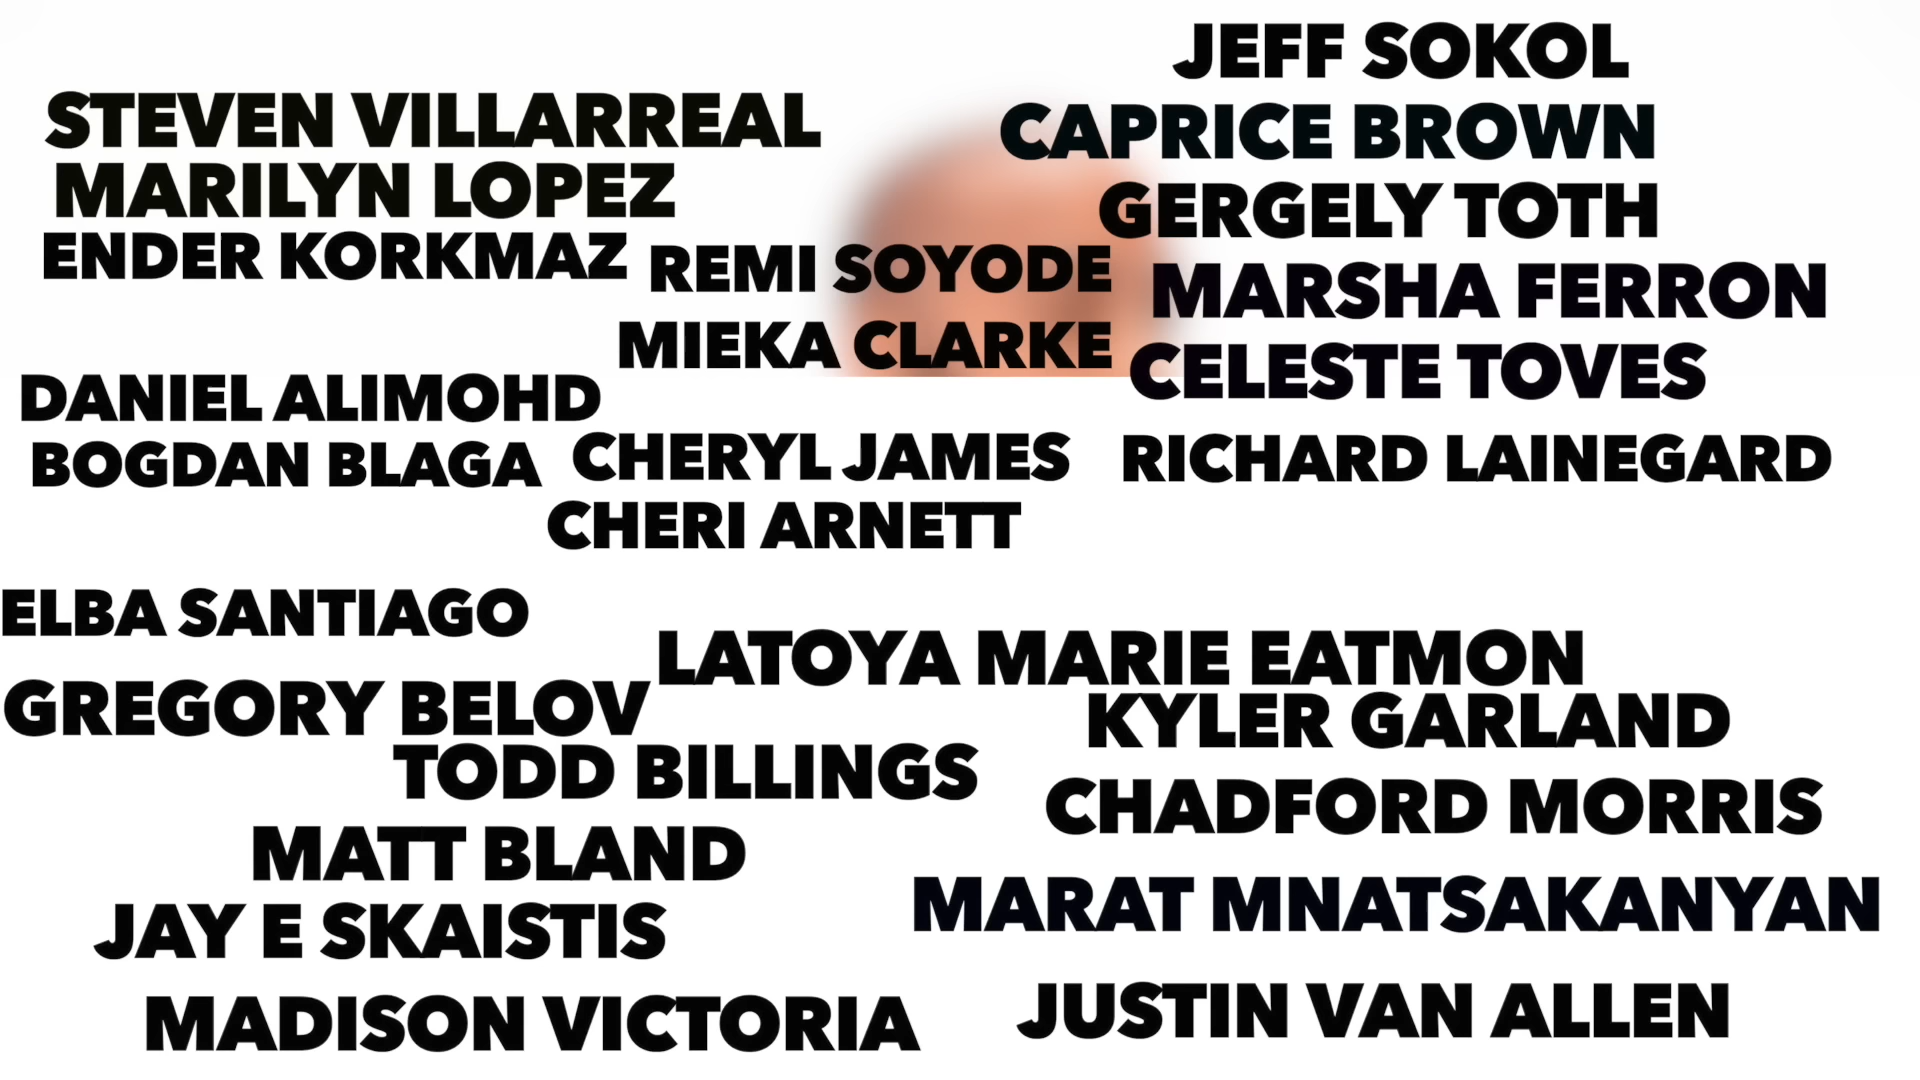 JEFF SOKOL
STEVEN VILLARREAL
CAPRICE BROWN
MARILYN LOPEZ
GERGELY TOTH
ENDER KORKMAZ
REMI SOYODE
MARSHA FERRON
MIEKA CLARKE
CELESTE TOVES
DANIEL ALIMOHD
BOGDAN BLAGA
CHERYL JAMES
RICHARD LAINEGARD
CHERI ARNETT
ELBA SANTIAGO
LATOYA MARIE EATMON
GREGORY BELOV
KYLER GARLAND
TODD BILLINGS
CHADFORD MORRIS
MATT BLAND
MARAT MNATSAKANYAN
JAY E SKAISTIS
MADISON VICTORIA
JUSTIN VAN ALLEN